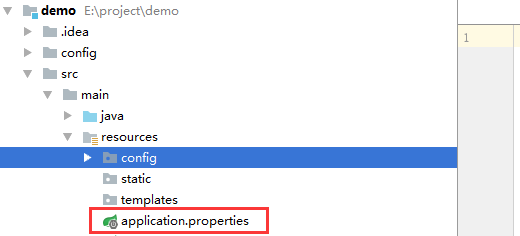 demo E:\project\demo
.idea
config
src
main
java
resources
config
static
templates
application.properties
1